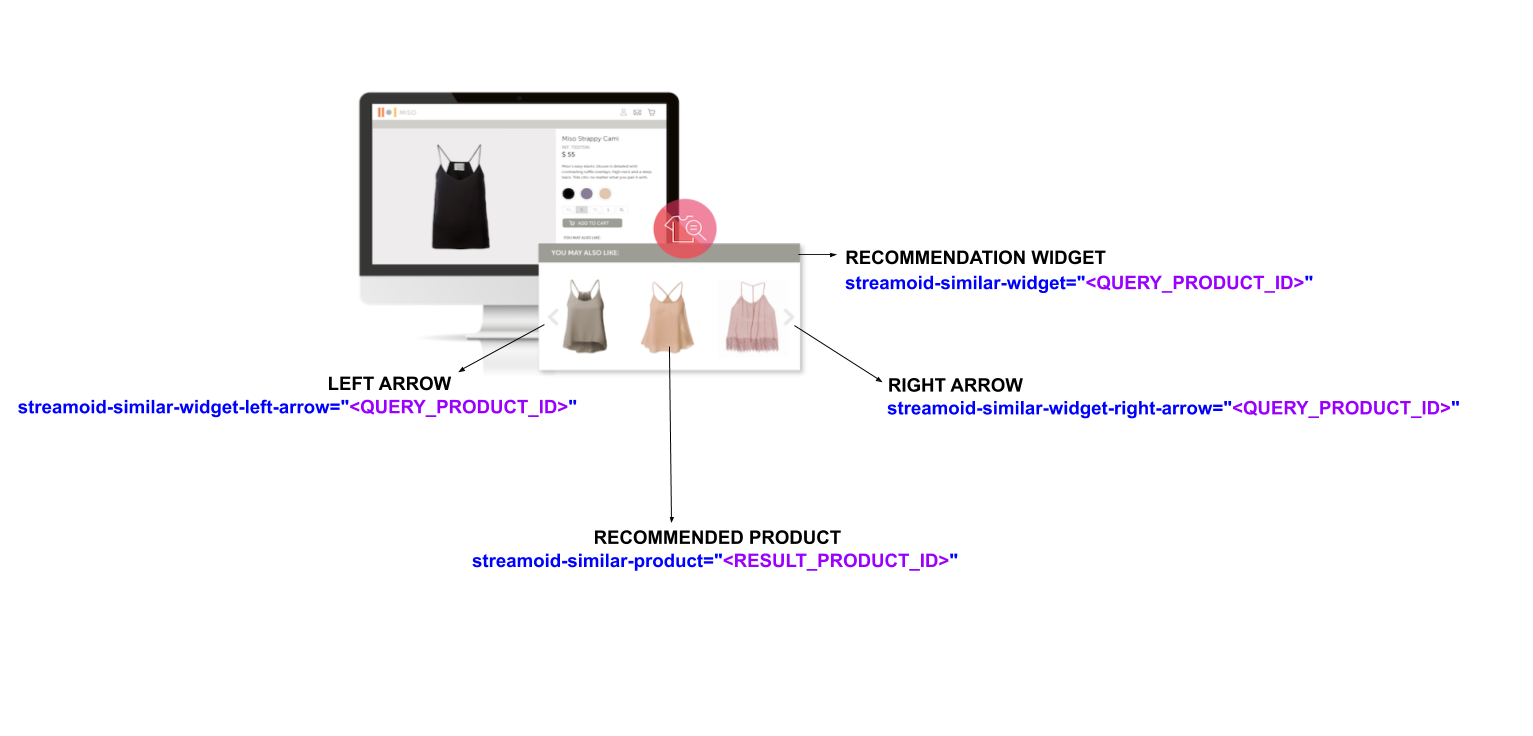 MISO
Miso Strappy Cami
$ 55
ADD TO CART
YOU MAY ALSO LIKE:
YOU MAY ALSO LIKE:
RECOMMENDATION WIDGET
streamoid-similar-widget="<QUERY_PRODUCT_ID>"
LEFT ARROW
streamoid-similar-widget-left-arrow="<QUERY_PRODUCT_ID>"
RIGHT ARROW
streamoid-similar-widget-right-arrow="<QUERY_PRODUCT_ID>"
RECOMMENDED PRODUCT
streamoid-similar-product="<RESULT_PRODUCT_ID>"